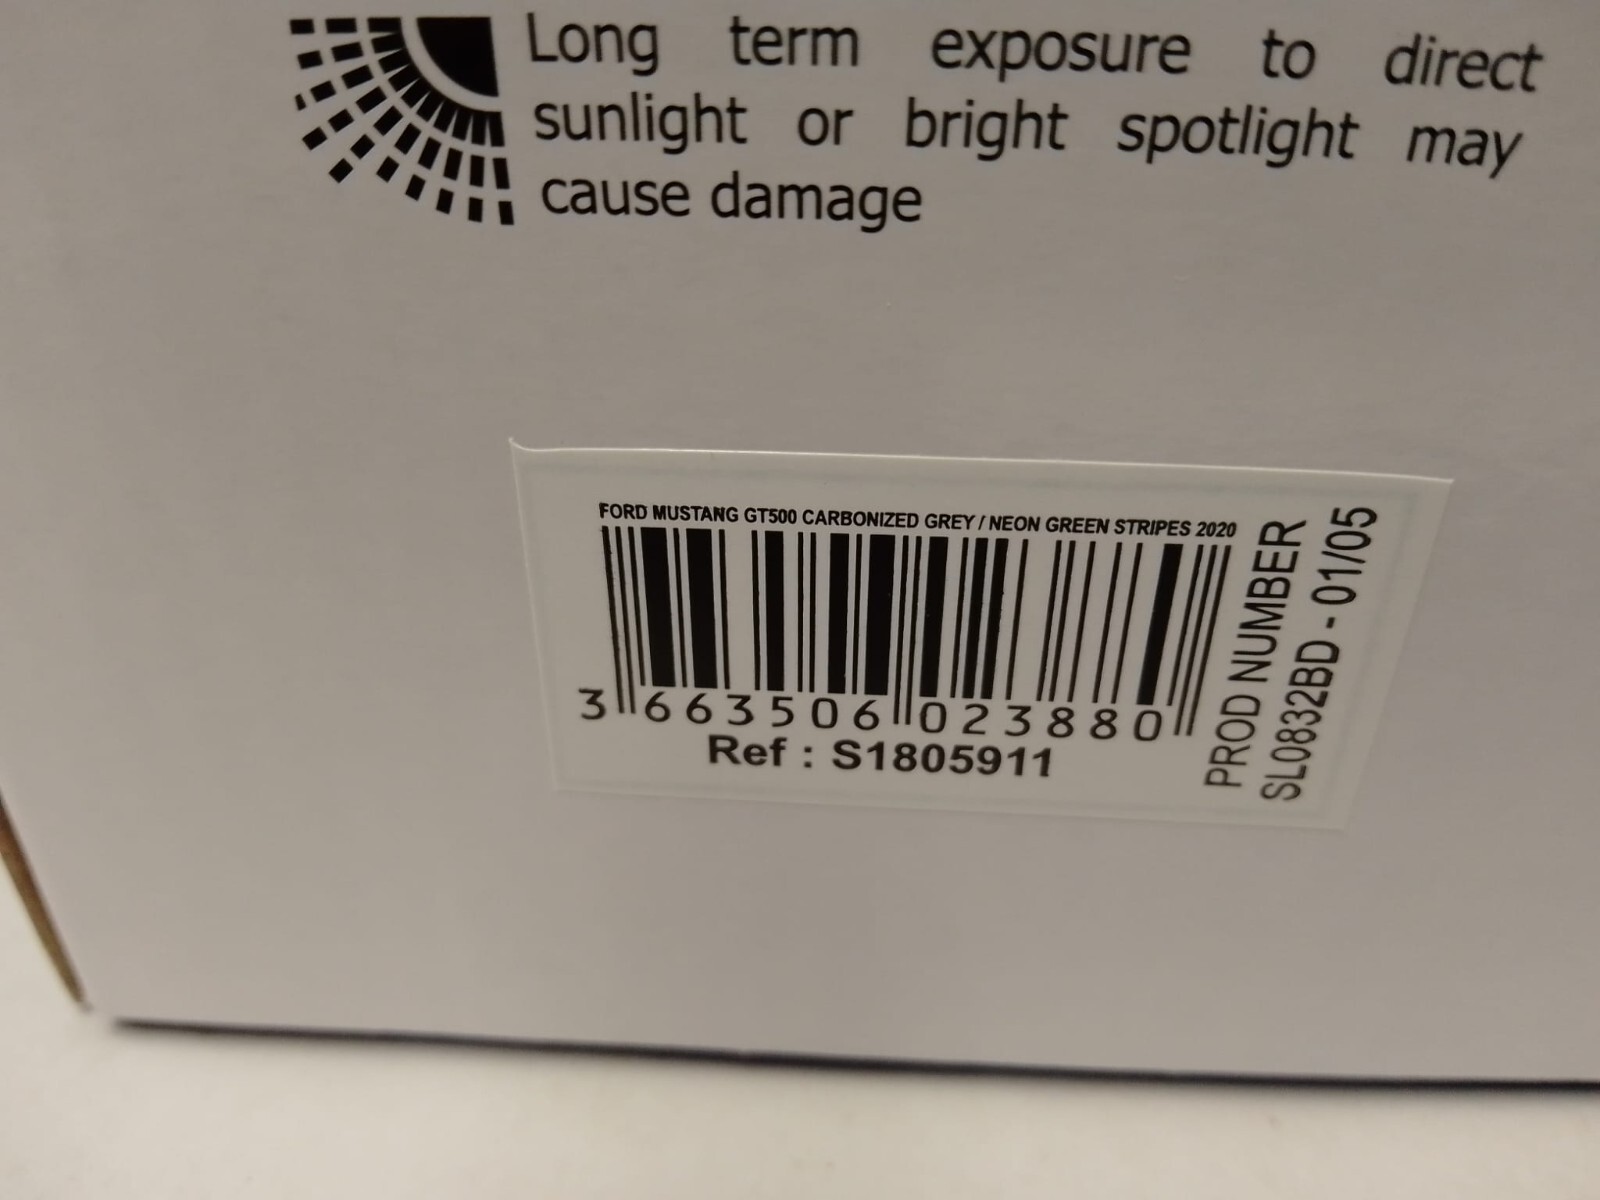 Long term exposure to direct
sunlight or bright spotlight may
cause damage
FORD MUSTANG GT500 CARBONIZED GREY / NEON GREEN STRIPES 2020
3 663506 023880
Ref : S1805911
PROD NUMBER
SL0832BD - 01/05